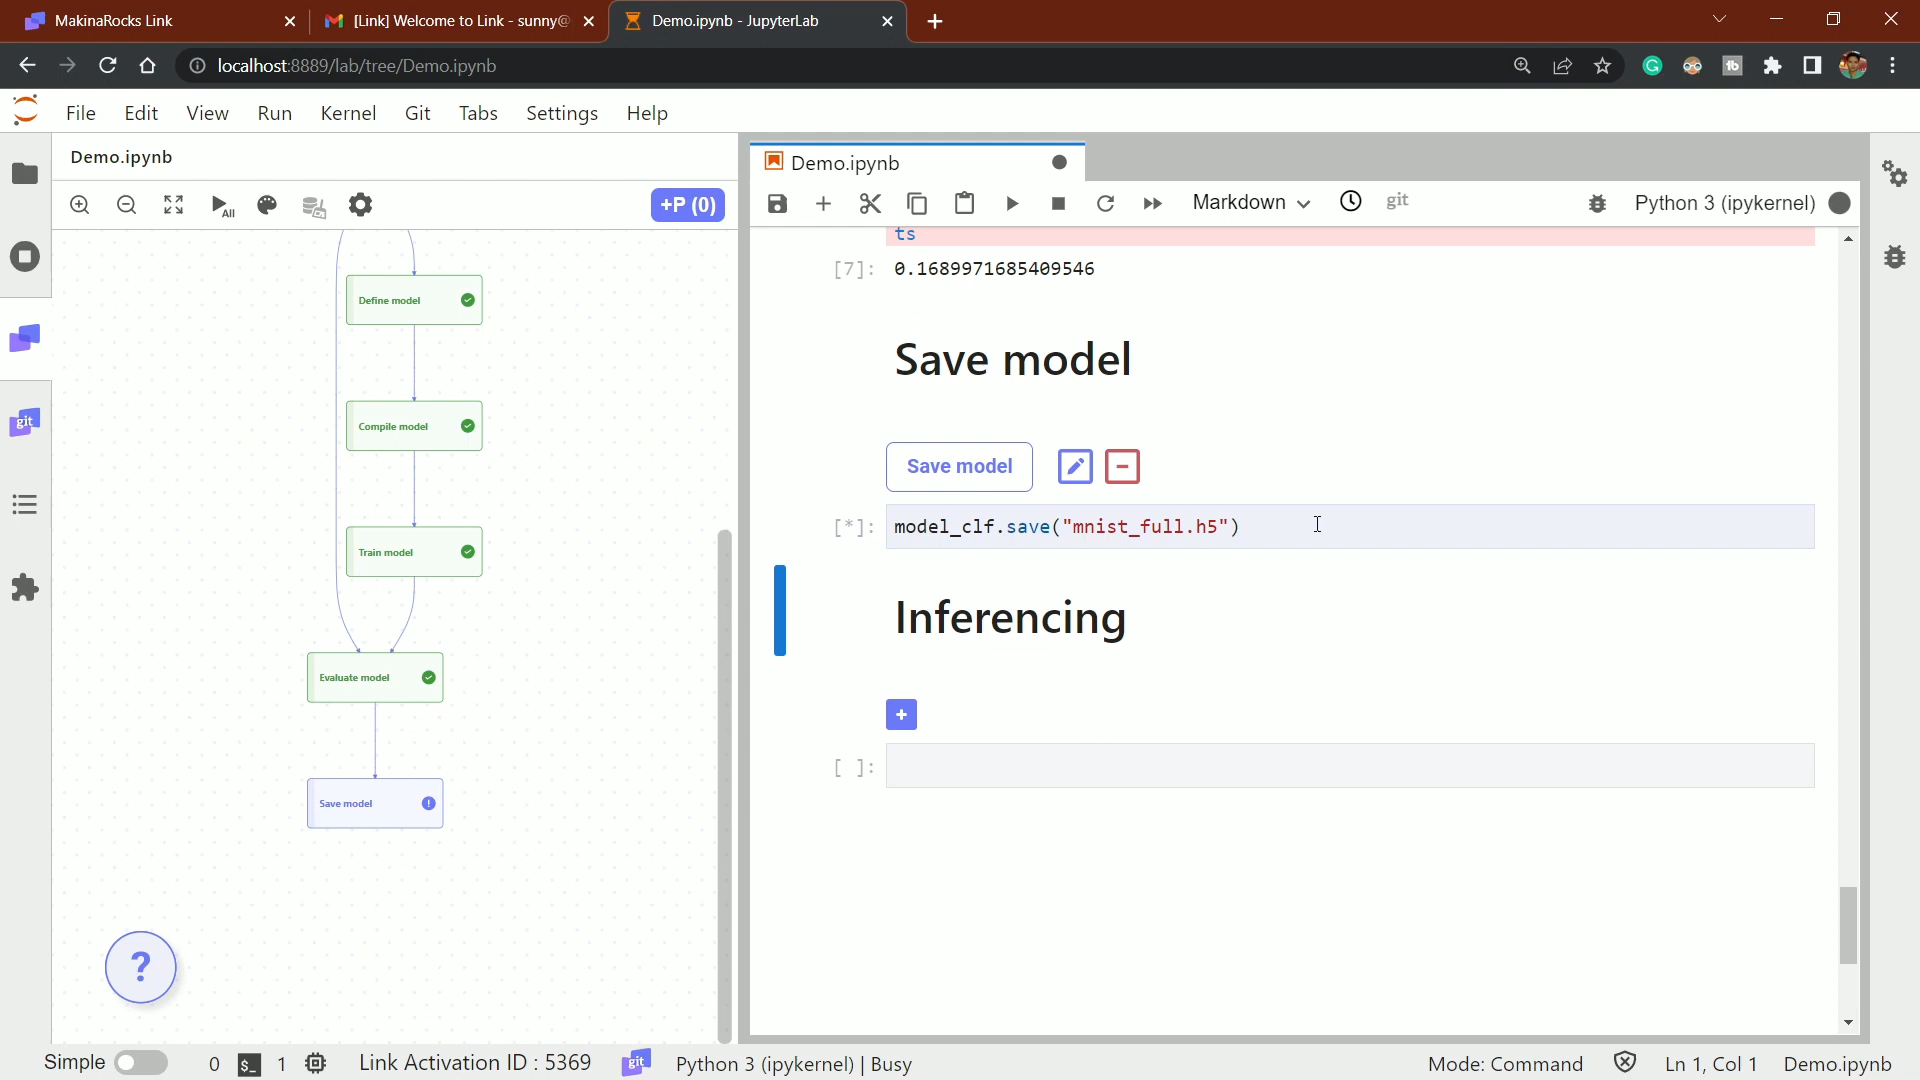 MakinaRocks Link
[Link] Welcome to Link - sunny@
Demo.ipynb - JupyterLab
localhost:8889/lab/tree/Demo.ipynb
File Edit View Run Kernel Git Tabs Settings Help
Demo.ipynb
All
+P (0)
git
Define model
Compile model
Train model
Evaluate model
Save model
?
Demo.ipynb
Markdown
git
Python 3 (ipykernel)
ts
[7]: 0.1689971685409546
Save model
Save model
[*]: model_clf.save("mnist_full.h5")
Inferencing
+
[ ]:
Simple 0 $_ 1 Link Activation ID : 5369 git Python 3 (ipykernel) | Busy Mode: Command Ln 1, Col 1 Demo.ipynb